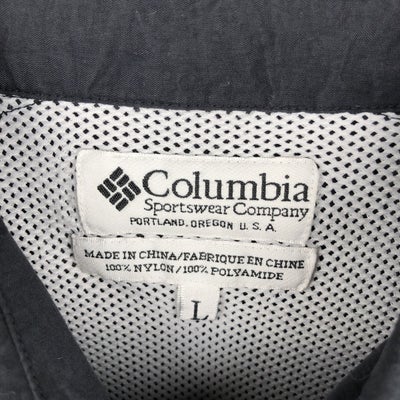 Columbia
Sportswear Company
PORTLAND, OREGON U. S. A.
MADE IN CHINA/FABRIQUE EN CHINE
100% NYLON/100% POLYAMIDE
L